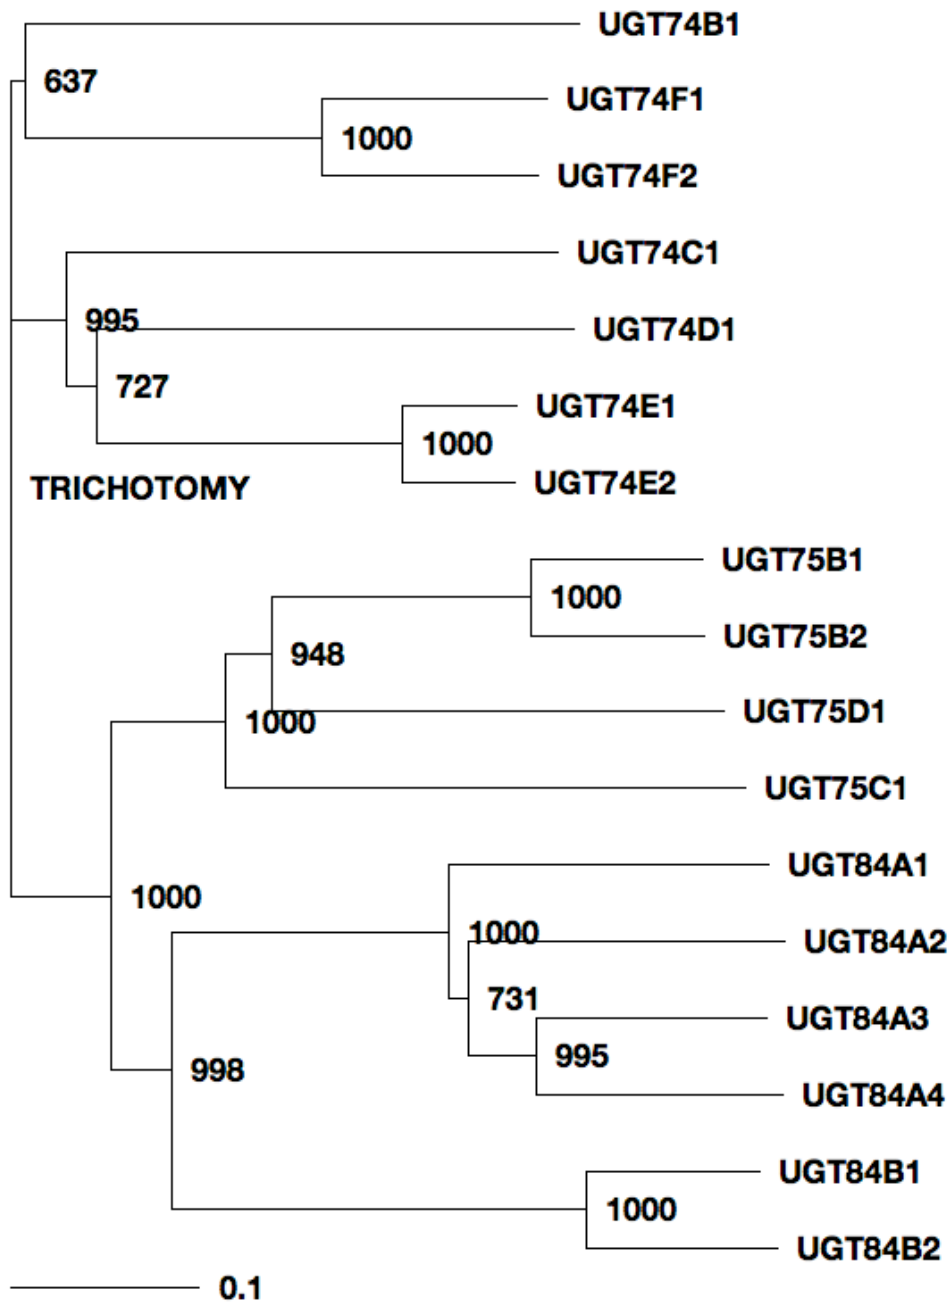 UGT74B1
637
UGT74F1
1000
UGT74F2
UGT74C1
995
UGT74D1
727
UGT74E1
1000
UGT74E2
TRICHOTOMY
UGT75B1
1000
UGT75B2
948
UGT75D1
1000
UGT75C1
UGT84A1
1000
1000
UGT84A2
731
UGT84A3
995
998
UGT84A4
UGT84B1
1000
UGT84B2
0.1